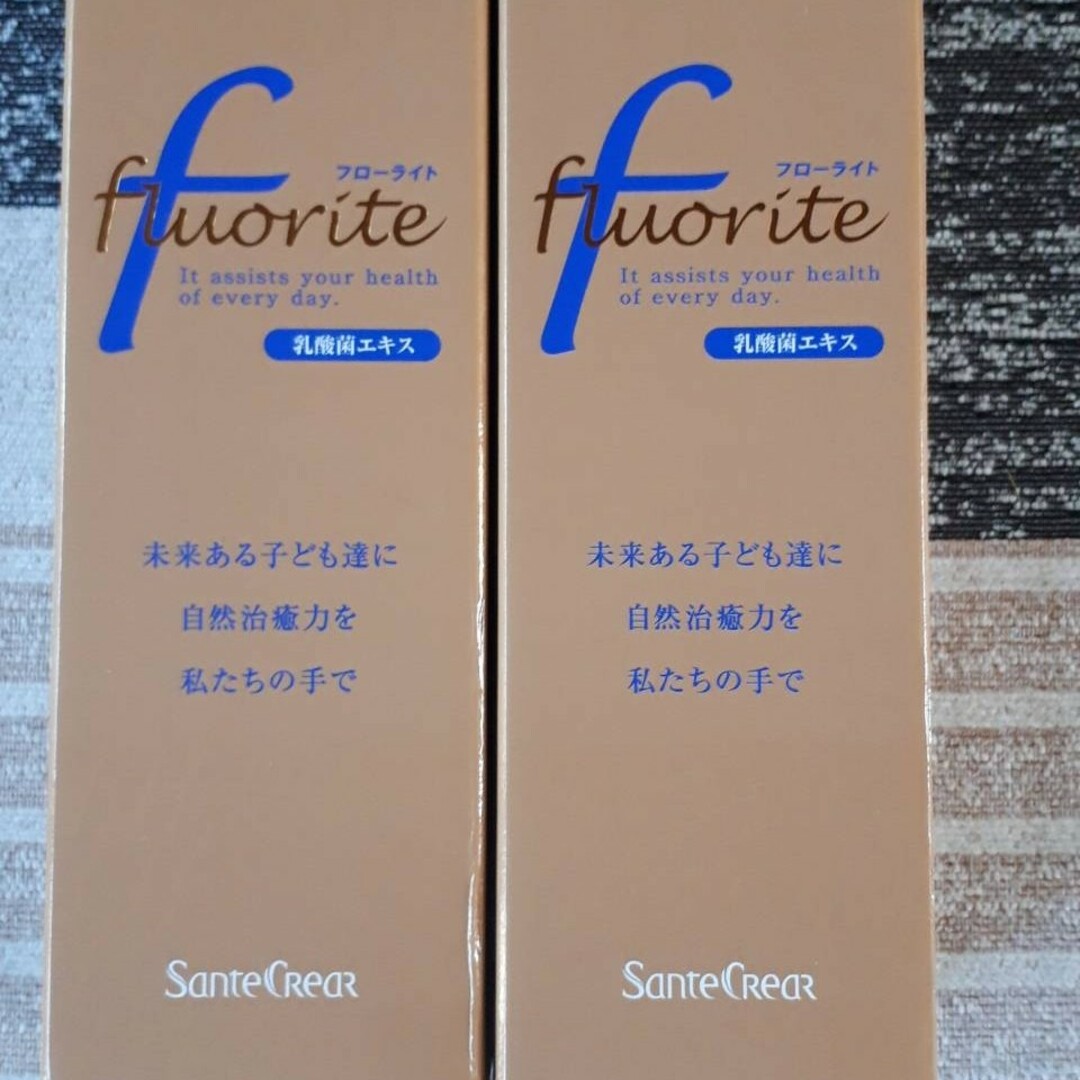 フローライト
fluorite
It assists your health
of every day.
乳酸菌エキス
未来ある子ども達に
自然治癒力を
私たちの手で
SanteCrear
フローライト
fluorite
It assists your health
of every day.
乳酸菌エキス
未来ある子ども達に
自然治癒力を
私たちの手で
SanteCrear